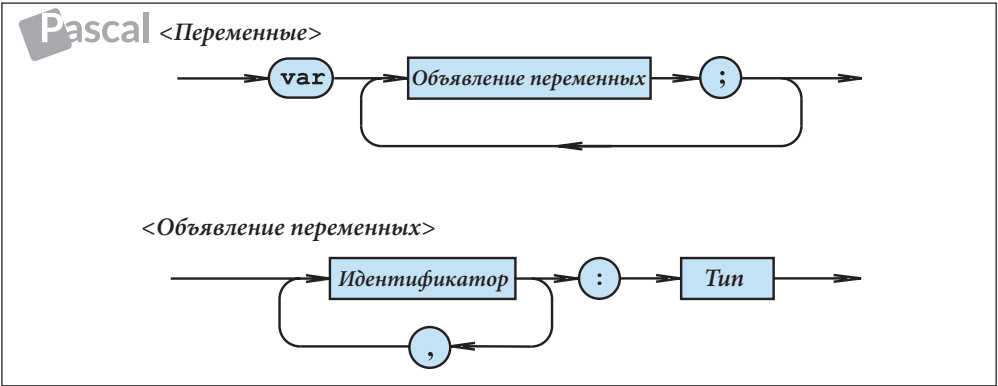 Pascal <Переменные>
var Объявление переменных ;
<Объявление переменных>
Идентификатор : Тип
,